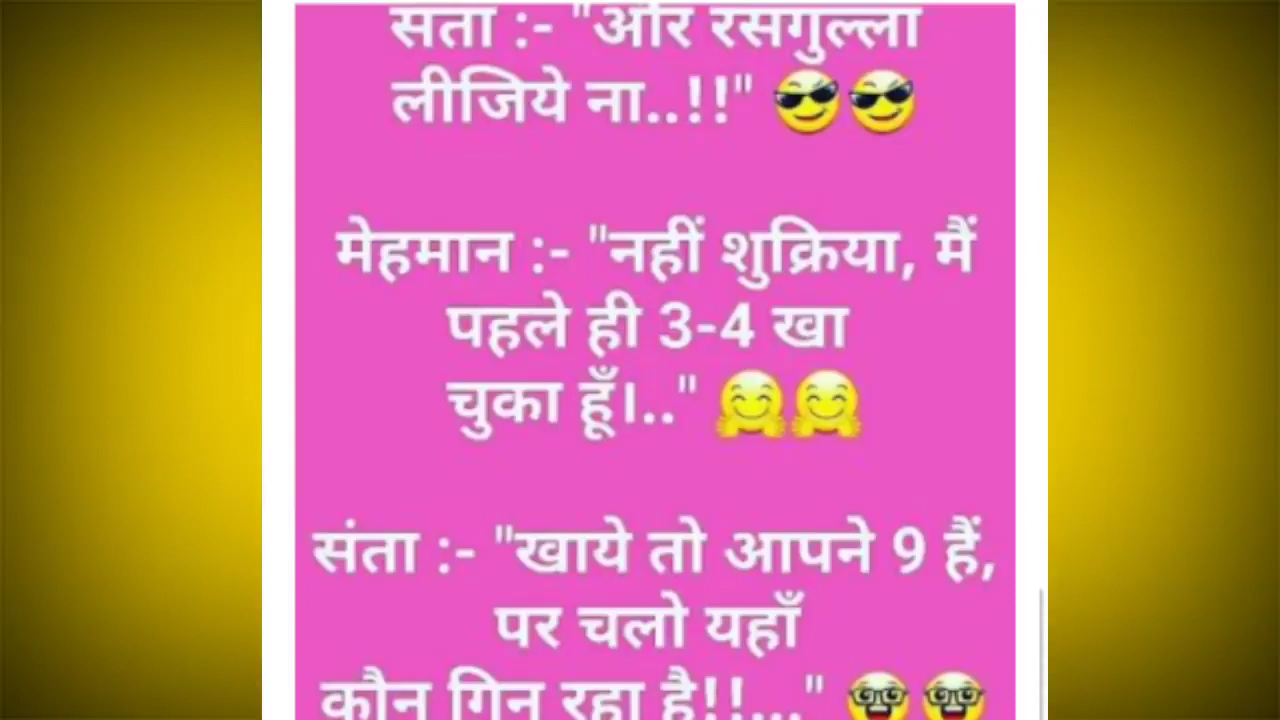 संता :- "और रसगुल्ला
लीजिये ना..!!" 😎😎
मेहमान :- "नहीं शुक्रिया, मैं
पहले ही 3-4 खा
चुका हूँ।.." 🤗🤗
संता :- "खाये तो आपने 9 हैं,
पर चलो यहाँ
कौन गिन रहा है!!..." 🤓🤓